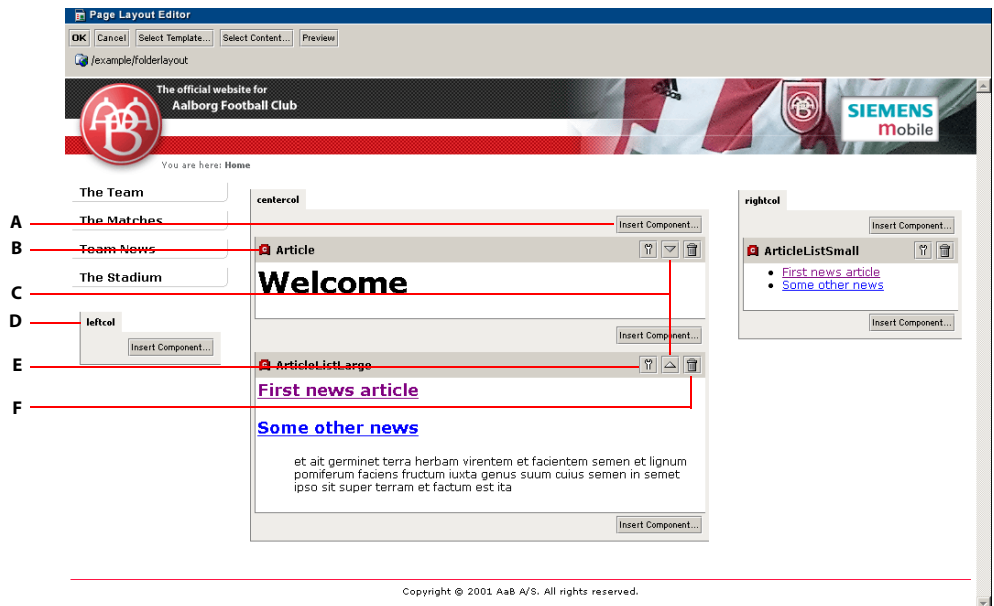 Page Layout Editor
OK Cancel Select Template... Select Content... Preview
/example/folderlayout
The official website for
Aalborg Football Club
AaB
SIEMENS
mobile
You are here: Home
The Team
The Matches
Team News
The Stadium
centercol
Insert Component...
Article
Welcome
Insert Component...
ArticleListLarge
First news article
Some other news
et ait germinet terra herbam virentem et facientem semen et lignum
pomiferum faciens fructum iuxta genus suum cuius semen in semet
ipso sit super terram et factum est ita
Insert Component...
rightcol
Insert Component...
ArticleListSmall
First news article
Some other news
Insert Component...
leftcol
Insert Component...
A
B
C
D
E
F
Copyright © 2001 AaB A/S. All rights reserved.